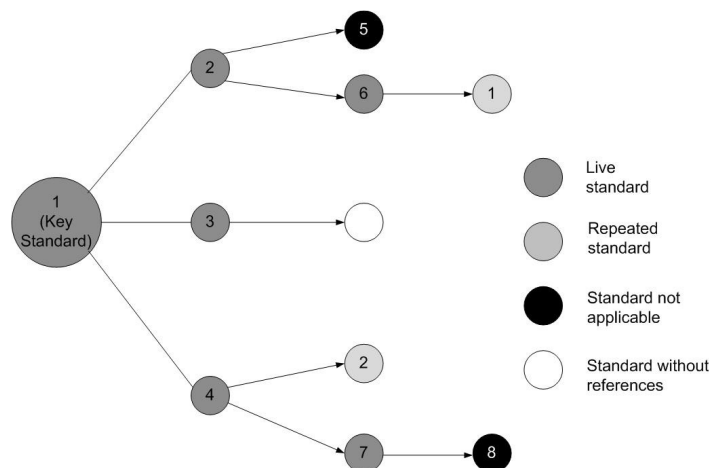 5
2
6
1
1
(Key
Standard)
3
4
2
7
8
Live
standard
Repeated
standard
Standard not
applicable
Standard without
references